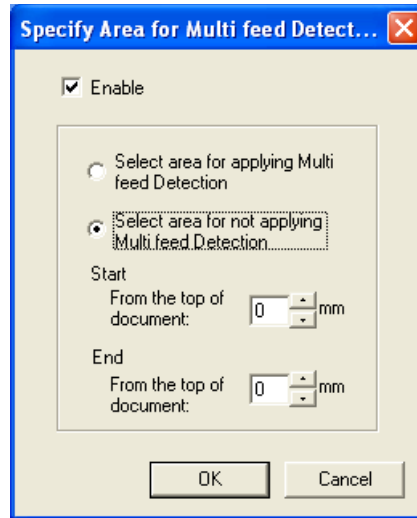 Specify Area for Multi feed Detect...
Enable
Select area for applying Multi
feed Detection
Select area for not applying
Multi feed Detection
Start
From the top of
document:
0
mm
End
From the top of
document:
0
mm
OK
Cancel